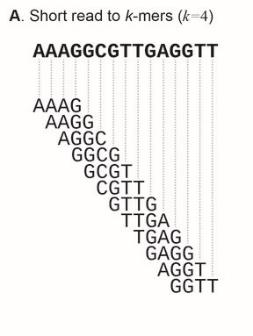 A. Short read to k-mers (k=4)
AAAGGCGTTGAGGTT
AAAG
AAGG
AGGC
GGCG
GCGT
CGTT
GTTG
TTGA
TGAG
GAGG
AGGT
GGTT